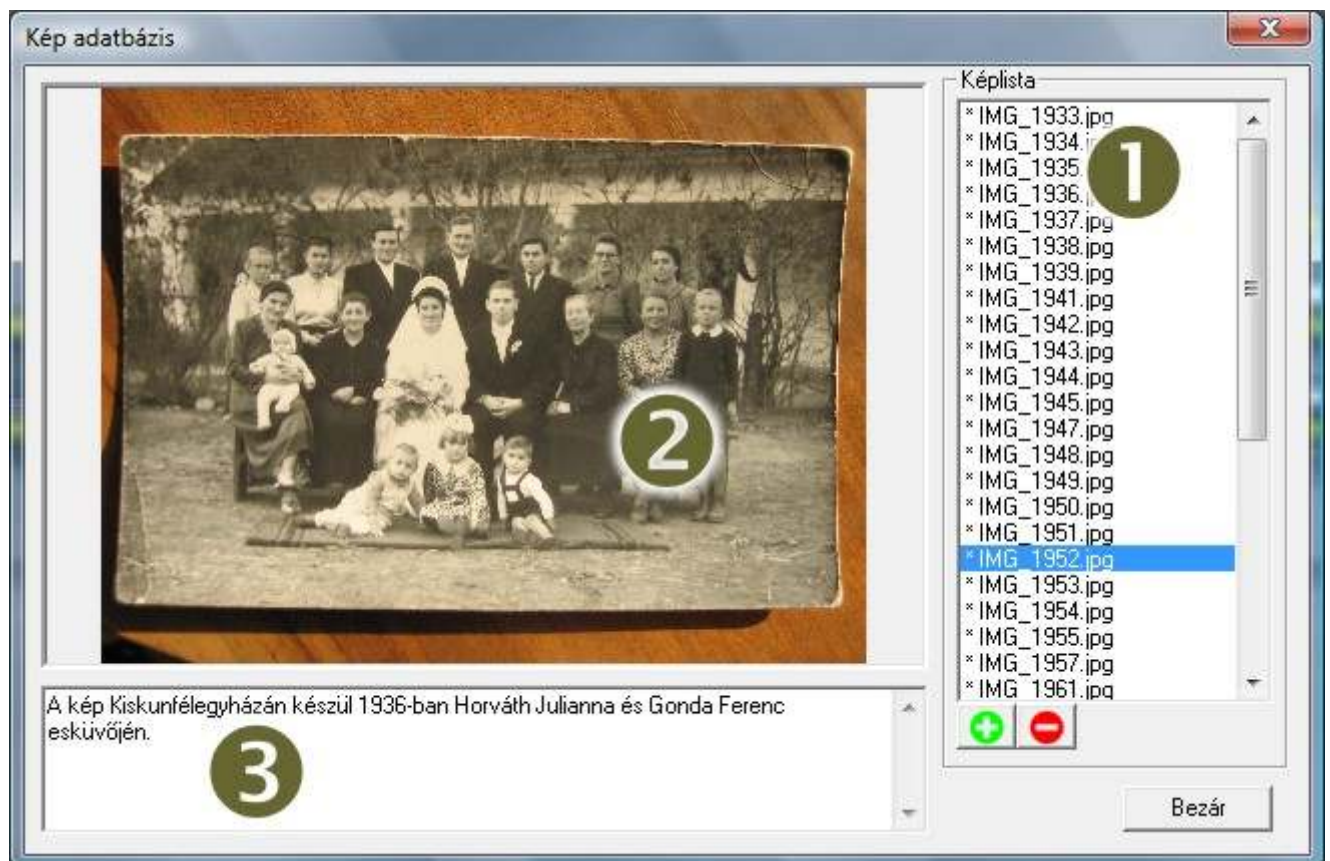 Kép adatbázis
X
Képlista
* IMG_1933.jpg
* IMG_1934.
* IMG_1935
* IMG_1936.
* IMG_1937.jpg
* IMG_1938.jpg
* IMG_1939.jpg
* IMG_1941.jpg
* IMG_1942.jpg
* IMG_1943.jpg
* IMG_1944.jpg
* IMG_1945.jpg
* IMG_1947.jpg
* IMG_1948.jpg
* IMG_1949.jpg
* IMG_1950.jpg
* IMG_1951.jpg
* IMG_1952.jpg
* IMG_1953.jpg
* IMG_1954.jpg
* IMG_1955.jpg
* IMG_1957.jpg
* IMG_1961.jpg
1
2
A kép Kiskunfélegyházán készül 1936-ban Horváth Julianna és Gonda Ferenc
esküvőjén.
3
Bezár